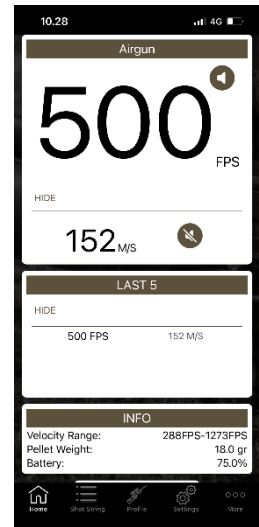 10.28 4G
Airgun
500 FPS
HIDE
152 M/S
LAST 5
HIDE
500 FPS 152 M/S
INFO
Velocity Range: 288FPS-1273FPS
Pellet Weight: 18.0 gr
Battery: 75.0%
Home Shot String Profile Settings More